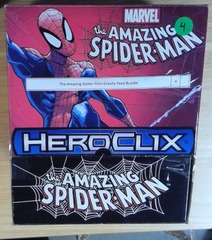 MARVEL
the AMAZING
SPIDER-MAN
4
The Amazing Spider-Man Gravity Feed Bundle
HEROCLIX
the AMAZING
SPIDER-MAN